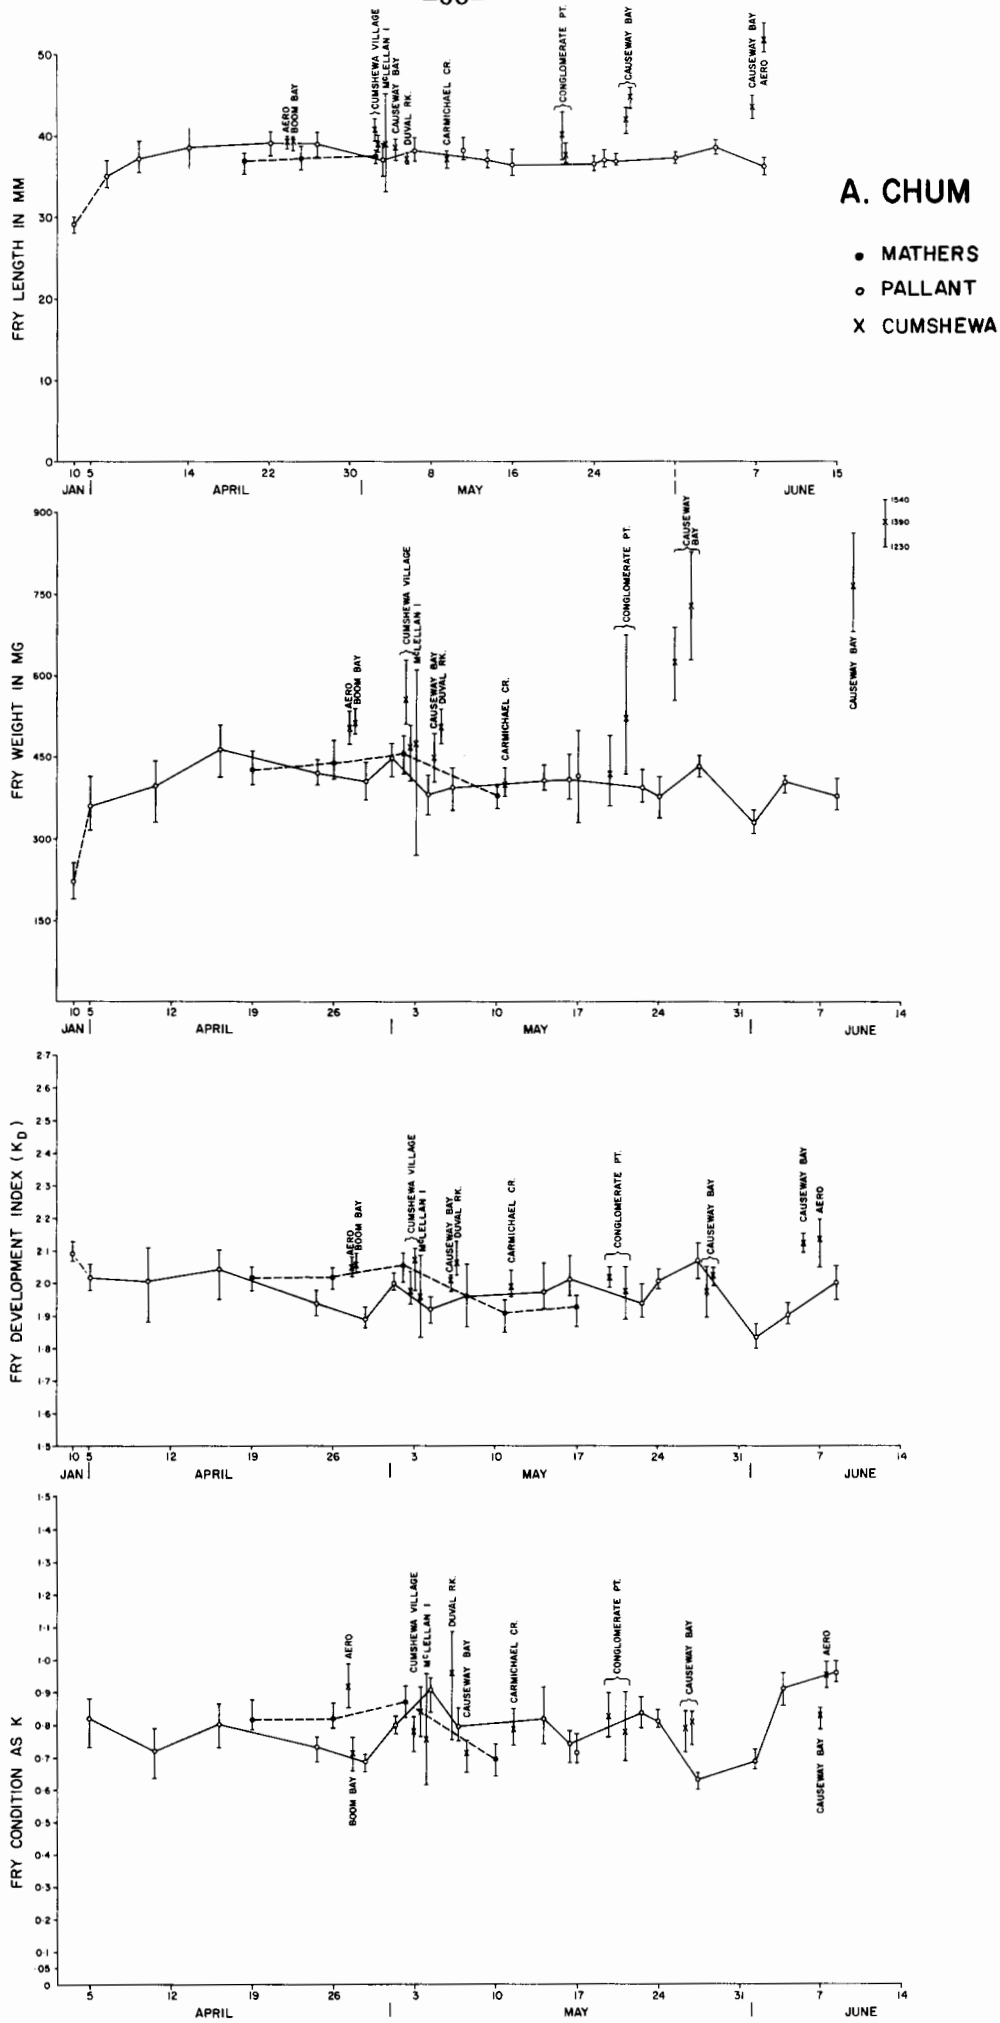 CUMSHEWA VILLAGE
McLELLAN I
CAUSEWAY BAY
DUVAL RK.
CARMICHAEL CR.
CONGLOMERATE PT.
CAUSEWAY BAY
CAUSEWAY BAY
AERO
AERO
BOOM BAY
50
40
30
20
10
0
FRY LENGTH IN MM
A. CHUM
• MATHERS
o PALLANT
X CUMSHEWA
10 5 14 22 30 8 16 24 1 7 15
JAN APRIL MAY JUNE
900
750
600
450
300
150
FRY WEIGHT IN MG
AERO
BOOM BAY
CUMSHEWA VILLAGE
McLELLAN I
CAUSEWAY BAY
DUVAL RK.
CARMICHAEL CR.
CONGLOMERATE PT.
CAUSEWAY BAY
CAUSEWAY BAY
1540
1390
1230
10 5 12 19 26 3 10 17 24 31 7 14
JAN APRIL MAY JUNE
2.7
2.6
2.5
2.4
2.3
2.2
2.1
2.0
1.9
1.8
1.7
1.6
1.5
FRY DEVELOPMENT INDEX (KD)
AERO
BOOM BAY
CUMSHEWA VILLAGE
McLELLAN I
CAUSEWAY BAY
DUVAL RK.
CARMICHAEL CR.
CONGLOMERATE PT.
CAUSEWAY BAY
CAUSEWAY BAY
AERO
10 5 12 19 26 3 10 17 24 31 7 14
JAN APRIL MAY JUNE
1.5
1.4
1.3
1.2
1.1
1.0
0.9
0.8
0.7
0.6
0.5
0.4
0.3
0.2
0.1
.05
0
FRY CONDITION AS K
AERO
BOOM BAY
CUMSHEWA VILLAGE
McLELLAN I
DUVAL RK.
CAUSEWAY BAY
CARMICHAEL CR.
CONGLOMERATE PT.
CAUSEWAY BAY
AERO
CAUSEWAY BAY
5 12 19 26 3 10 17 24 31 7 14
APRIL MAY JUNE